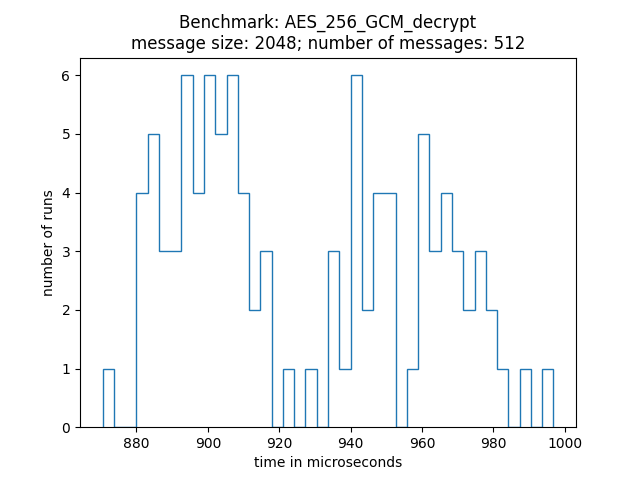 Benchmark: AES_256_GCM_decrypt
message size: 2048; number of messages: 512
6
5
4
3
2
1
0
number of runs
880 900 920 940 960 980 1000
time in microseconds